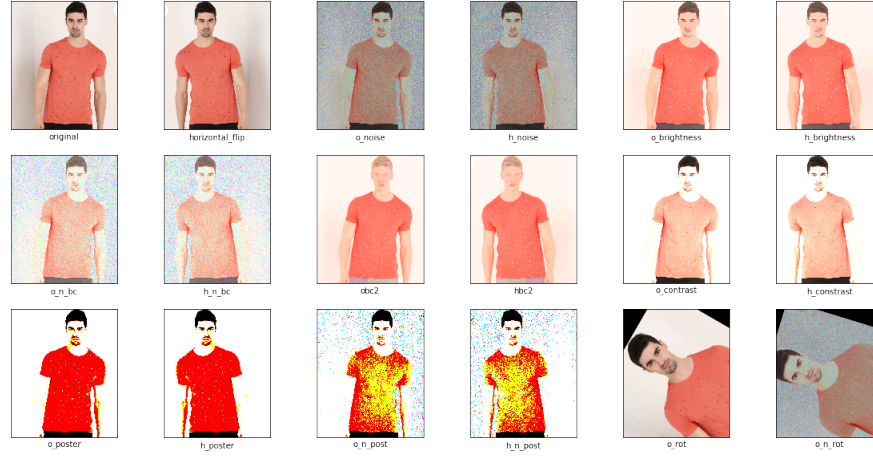 original
horizontal_flip
o_noise
h_noise
o_brightness
h_brightness
o_n_bc
h_n_bc
obc2
hbc2
o_contrast
h_constrast
o_poster
h_poster
o_n_post
h_n_post
o_rot
o_n_rot